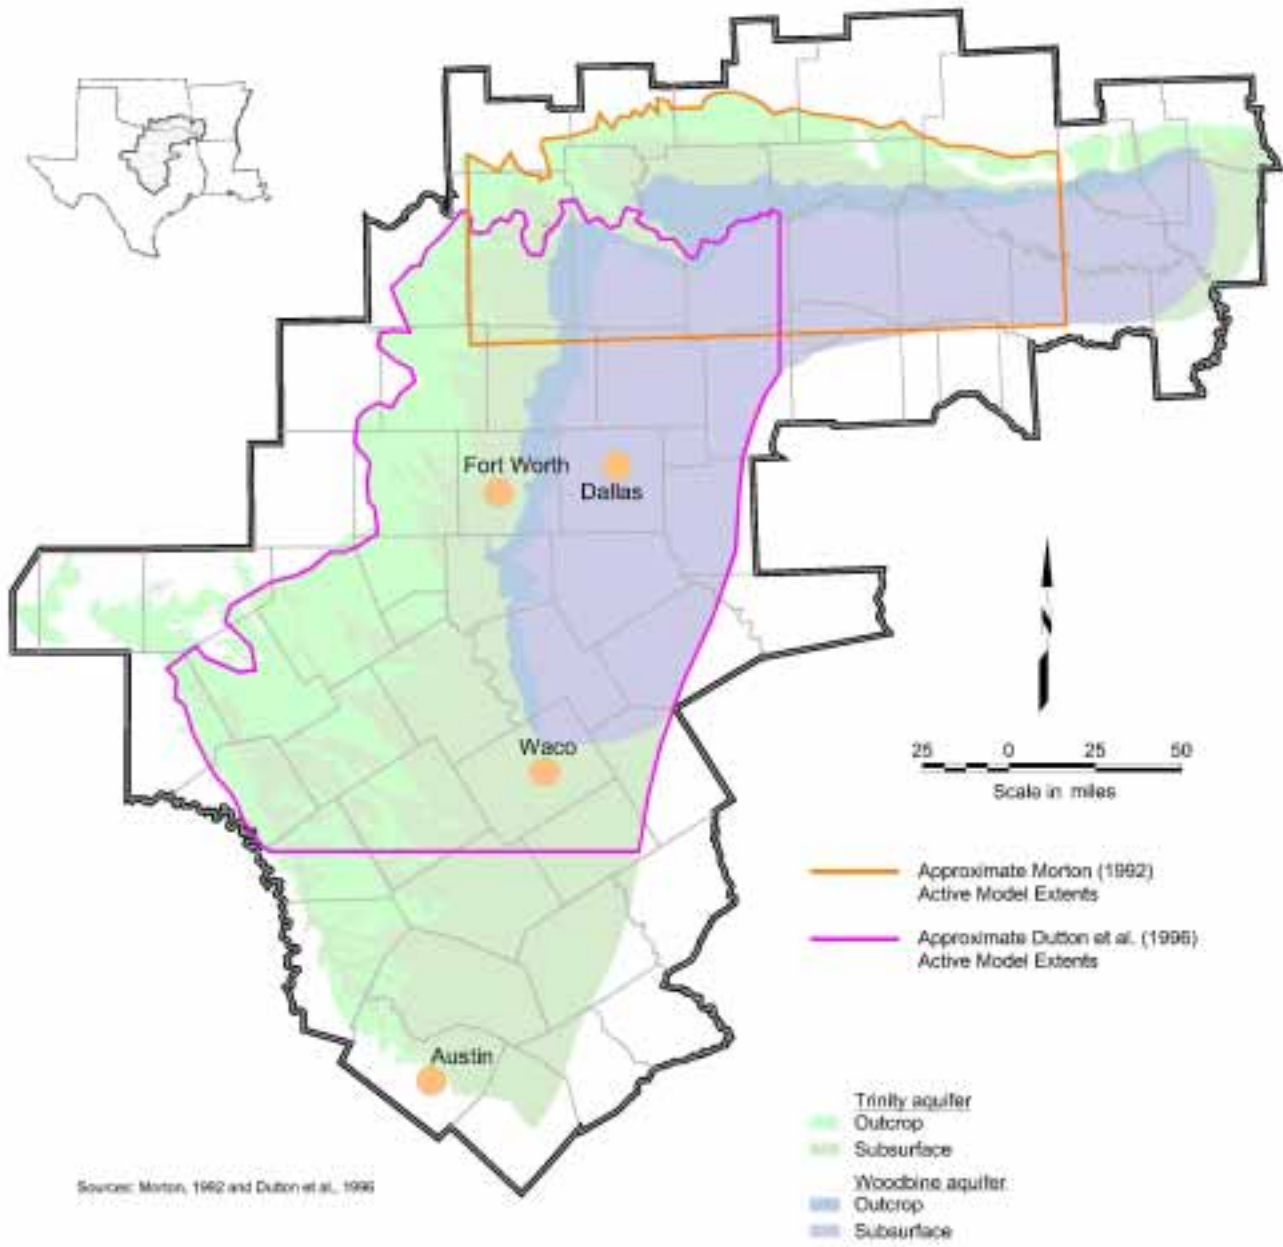 Fort Worth
Dallas
Waco
Austin
25 0 25 50
Scale in miles
Approximate Morton (1992)
Active Model Extents
Approximate Dutton et al. (1996)
Active Model Extents
Trinity aquifer
Outcrop
Subsurface
Woodbine aquifer
Outcrop
Subsurface
Sources: Morton, 1992 and Dutton et al., 1996